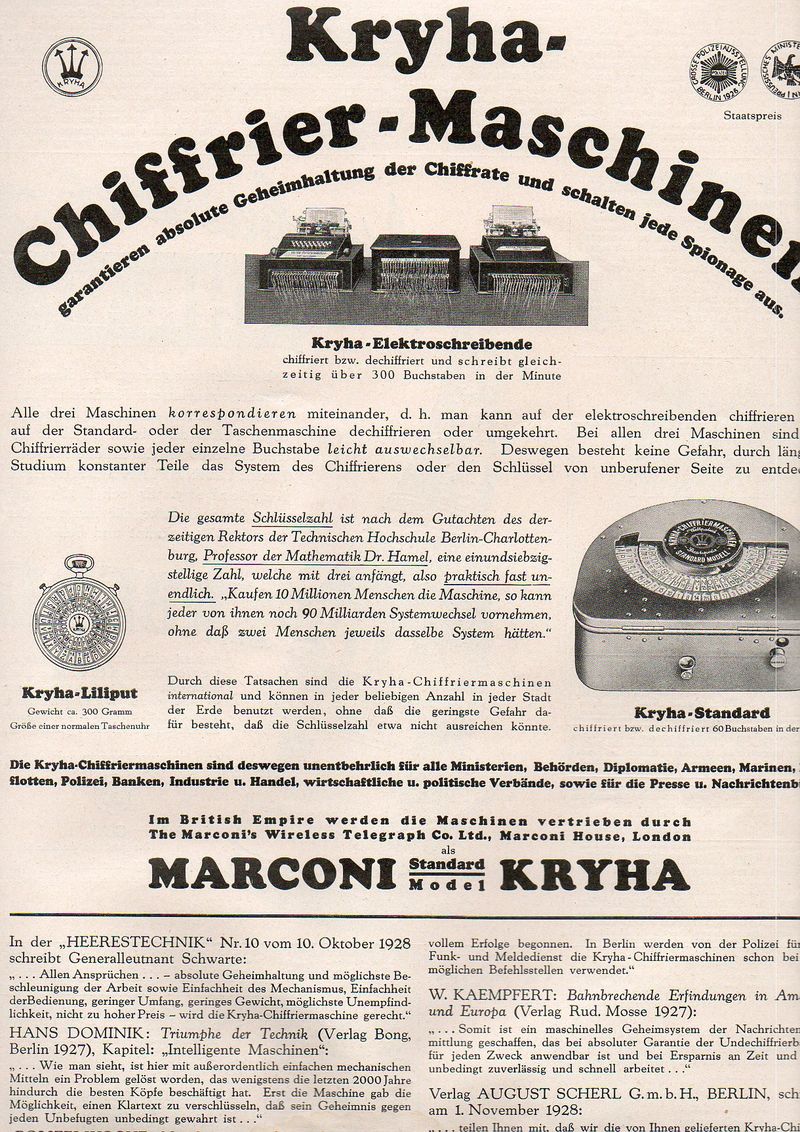 Kryha-
KRYHA
GROSSE POLIZEIAUSSTELLUNG
BERLIN 1926
Staatspreis
Chiffrier-Maschinen
garantieren absolute Geheimhaltung der Chiffrate und schalten jede Spionage aus.
Kryha-Elektroschreibende
chiffriert bzw. dechiffriert und schreibt gleich-
zeitig über 300 Buchstaben in der Minute
Alle drei Maschinen korrespondieren miteinander, d. h. man kann auf der elektroschreibenden chiffrieren
auf der Standard- oder der Taschenmaschine dechiffrieren oder umgekehrt. Bei allen drei Maschinen sind
Chiffrierräder sowie jeder einzelne Buchstabe leicht auswechselbar. Deswegen besteht keine Gefahr, durch
Studium konstanter Teile das System des Chiffrierens oder den Schlüssel von unberufener Seite zu
Die gesamte Schlüsselzahl ist nach dem Gutachten des der-
zeitigen Rektors der Technischen Hochschule Berlin-Charlotten-
burg, Professor der Mathematik Dr. Hamel, eine einundsiebzig-
stellige Zahl, welche mit drei anfängt, also praktisch fast un-
endlich. „Kaufen 10 Millionen Menschen die Maschine, so kann
jeder von ihnen noch 90 Milliarden Systemwechsel vornehmen,
ohne daß zwei Menschen jeweils dasselbe System hätten.“
KRYHA-CHIFFRIERMASCHINE
STANDARD MODELL
Kryha-Liliput
Gewicht ca. 300 Gramm
Größe einer normalen Taschenuhr
Durch diese Tatsachen sind die Kryha-Chiffriermaschinen
international und können in jeder beliebigen Anzahl in jeder Stadt
der Erde benutzt werden, ohne daß die geringste Gefahr da-
für besteht, daß die Schlüsselzahl etwa nicht ausreichen könnte.
Kryha-Standard
chiffriert bzw. dechiffriert 60 Buchstaben in der
Die Kryha-Chiffriermaschinen sind deswegen unentbehrlich für alle Ministerien, Behörden, Diplomatie, Armeen, Marinen,
flotten, Polizei, Banken, Industrie u. Handel, wirtschaftliche u. politische Verbände, sowie für die Presse u.
Im British Empire werden die Maschinen vertrieben durch
The Marconi's Wireless Telegraph Co. Ltd., Marconi House, London
als
MARCONI Standard Model KRYHA
In der „HEERESTECHNIK“ Nr. 10 vom 10. Oktober 1928
schreibt Generalleutnant Schwarte:
„. . . Allen Ansprüchen . . . – absolute Geheimhaltung und möglichste Be-
schleunigung der Arbeit sowie Einfachheit des Mechanismus, Einfachheit
der Bedienung, geringer Umfang, geringes Gewicht, möglichste Unempfind-
lichkeit, nicht zu hoher Preis – wird die Kryha-Chiffriermaschine gerecht.“
HANS DOMINIK: Triumphe der Technik (Verlag Bong,
Berlin 1927), Kapitel: „Intelligente Maschinen“:
„. . . Wie man sieht, ist hier mit außerordentlich einfachen mechanischen
Mitteln ein Problem gelöst worden, das wenigstens die letzten 2000 Jahre
hindurch die besten Köpfe beschäftigt hat. Erst die Maschine gab die
Möglichkeit, einen Klartext zu verschlüsseln, daß sein Geheimnis gegen
jeden Unbefugten unbedingt gewahrt ist . . .“
vollem Erfolge begonnen. In Berlin werden von der Polizei
Funk- und Meldedienst die Kryha-Chiffriermaschinen schon bei
möglichen Befehlsstellen verwendet.“
W. KAEMPFERT: Bahnbrechende Erfindungen in
und Europa (Verlag Rud. Mosse 1927):
„. . . Somit ist ein maschinelles Geheimsystem der
mittlung geschaffen, das bei absoluter Garantie der
für jeden Zweck anwendbar ist und bei Ersparnis an Zeit und
unbedingt zuverlässig und schnell arbeitet . . .“
Verlag AUGUST SCHERL G. m. b. H., BERLIN,
am 1. November 1928:
„. . . teilen Ihnen mit, daß wir die von Ihnen gelieferten